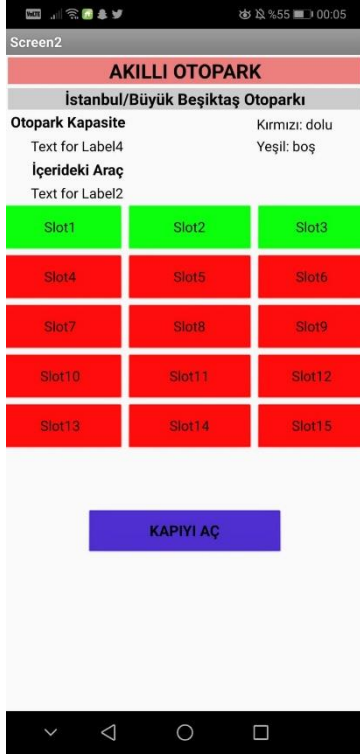 VoLTE %55 00:05
Screen2
AKILLI OTOPARK
İstanbul/Büyük Beşiktaş Otoparkı
Otopark Kapasite Kırmızı: dolu
Text for Label4 Yeşil: boş
İçerideki Araç
Text for Label2
Slot1 Slot2 Slot3
Slot4 Slot5 Slot6
Slot7 Slot8 Slot9
Slot10 Slot11 Slot12
Slot13 Slot14 Slot15
KAPIYI AÇ